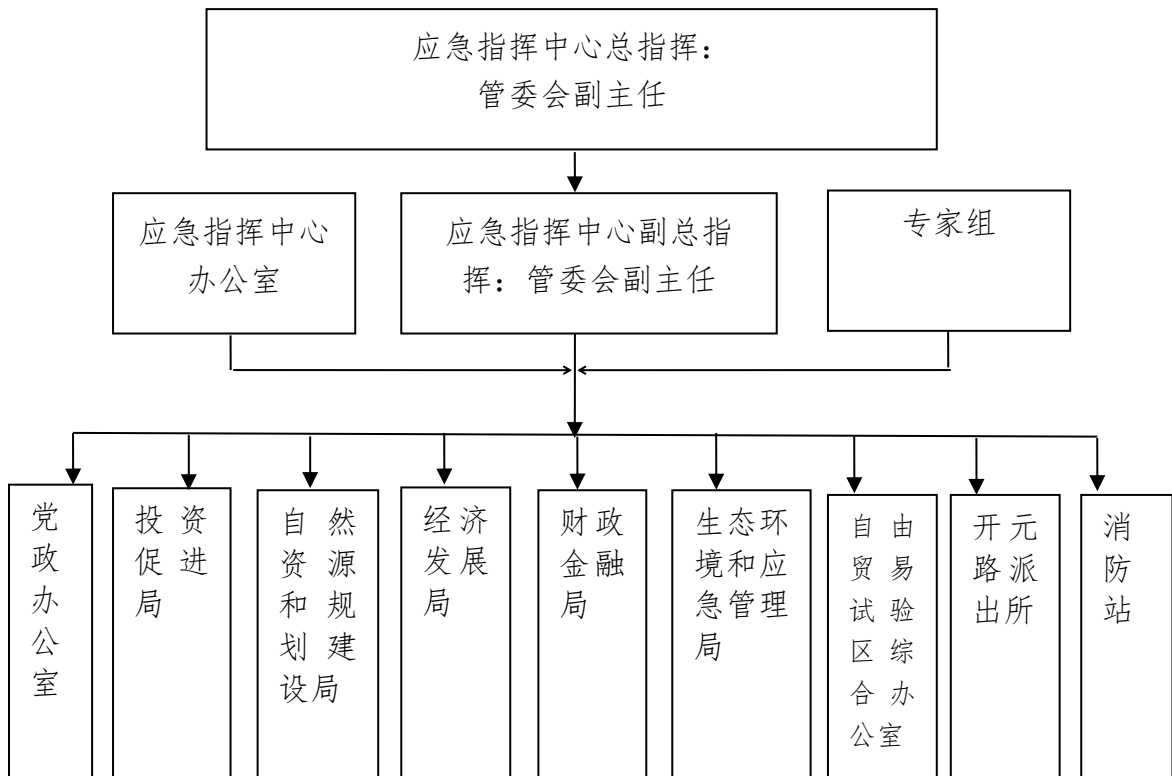 应急指挥中心总指挥：
管委会副主任
应急指挥中心
办公室
应急指挥中心副总指
挥：管委会副主任
专家组
党
政
办
公
室
投资
促进
局
自然
资源
和规
划建
设局
经济
发展
局
财政
金融
局
生态环
境和应
急管理
局
自由
贸易
试验
区综
合办
公室
开元
路派
出所
消
防
站